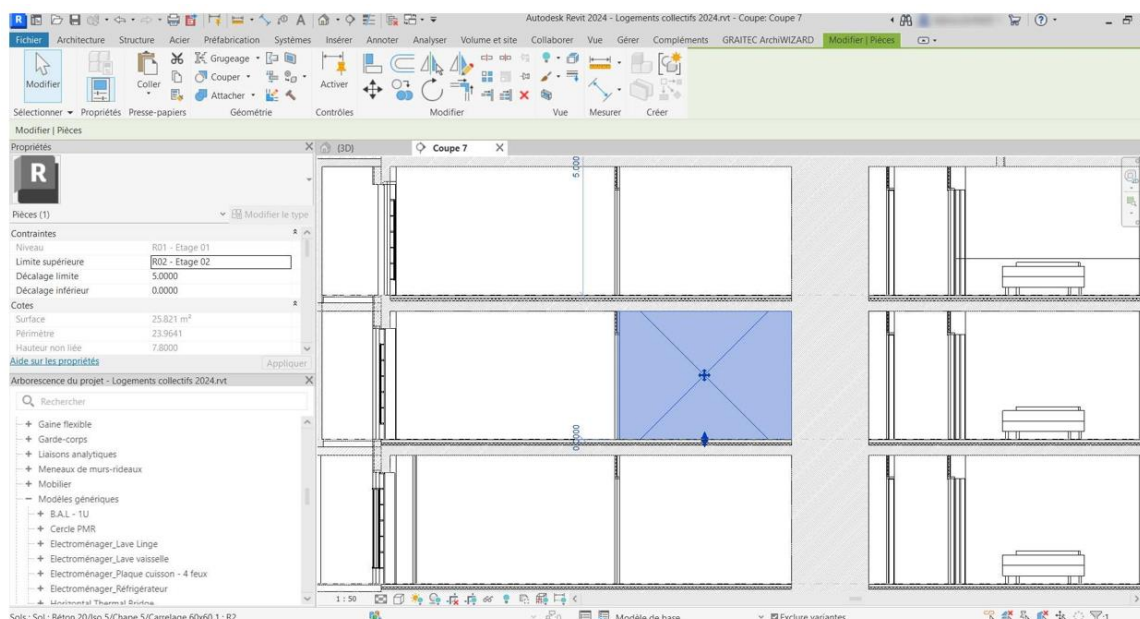 R
Autodesk Revit 2024 - Logements collectifs 2024.rvt - Coupe: Coupe 7
Fichier Architecture Structure Acier Préfabrication Systèmes Insérer Annoter Analyser Volume et site Collaborer Vue Gérer Compléments GRAITEC ArchiWIZARD Modifier | Pièces
Modifier
Coller
Grugeage
Couper
Attacher
Activer
Sélectionner Propriétés Presse-papiers Géométrie Contrôles Modifier Vue Mesurer Créer
Modifier | Pièces
Propriétés
{3D}
Coupe 7
R
Pièces (1)
Modifier le type
Contraintes
Niveau R01 - Etage 01
Limite supérieure R02 - Etage 02
Décalage limite 5.0000
Décalage inférieur 0.0000
Cotes
Surface 25.821 m²
Périmètre 23.9641
Hauteur non liée 7.8000
Aide sur les propriétés
Appliquer
Arborescence du projet - Logements collectifs 2024.rvt
Rechercher
Gaine flexible
Garde-corps
Liaisons analytiques
Meneaux de murs-rideaux
Mobilier
Modèles génériques
B.A.L - 1U
Cercle PMR
Electroménager_Lave Linge
Electroménager_Lave vaisselle
Electroménager_Plaque cuisson - 4 feux
Electroménager_Réfrigérateur
Horizontal Thermal Bridge
5.000
1 : 50
Sols : Sol : Béton 20/Iso 5/Chape 5/Carrelage 60x60 1 : R2
Modèle de base
Exclure variantes
:1